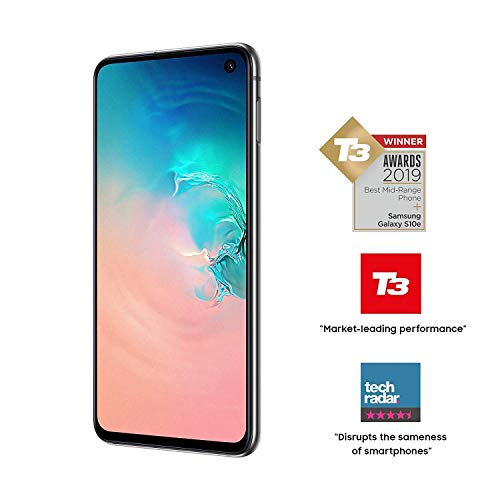 T3
WINNER
AWARDS
2019
Best Mid-Range
Phone
+
Samsung
Galaxy S10e
T3
"Market-leading performance"
tech
radar.
"Disrupts the sameness
of smartphones"